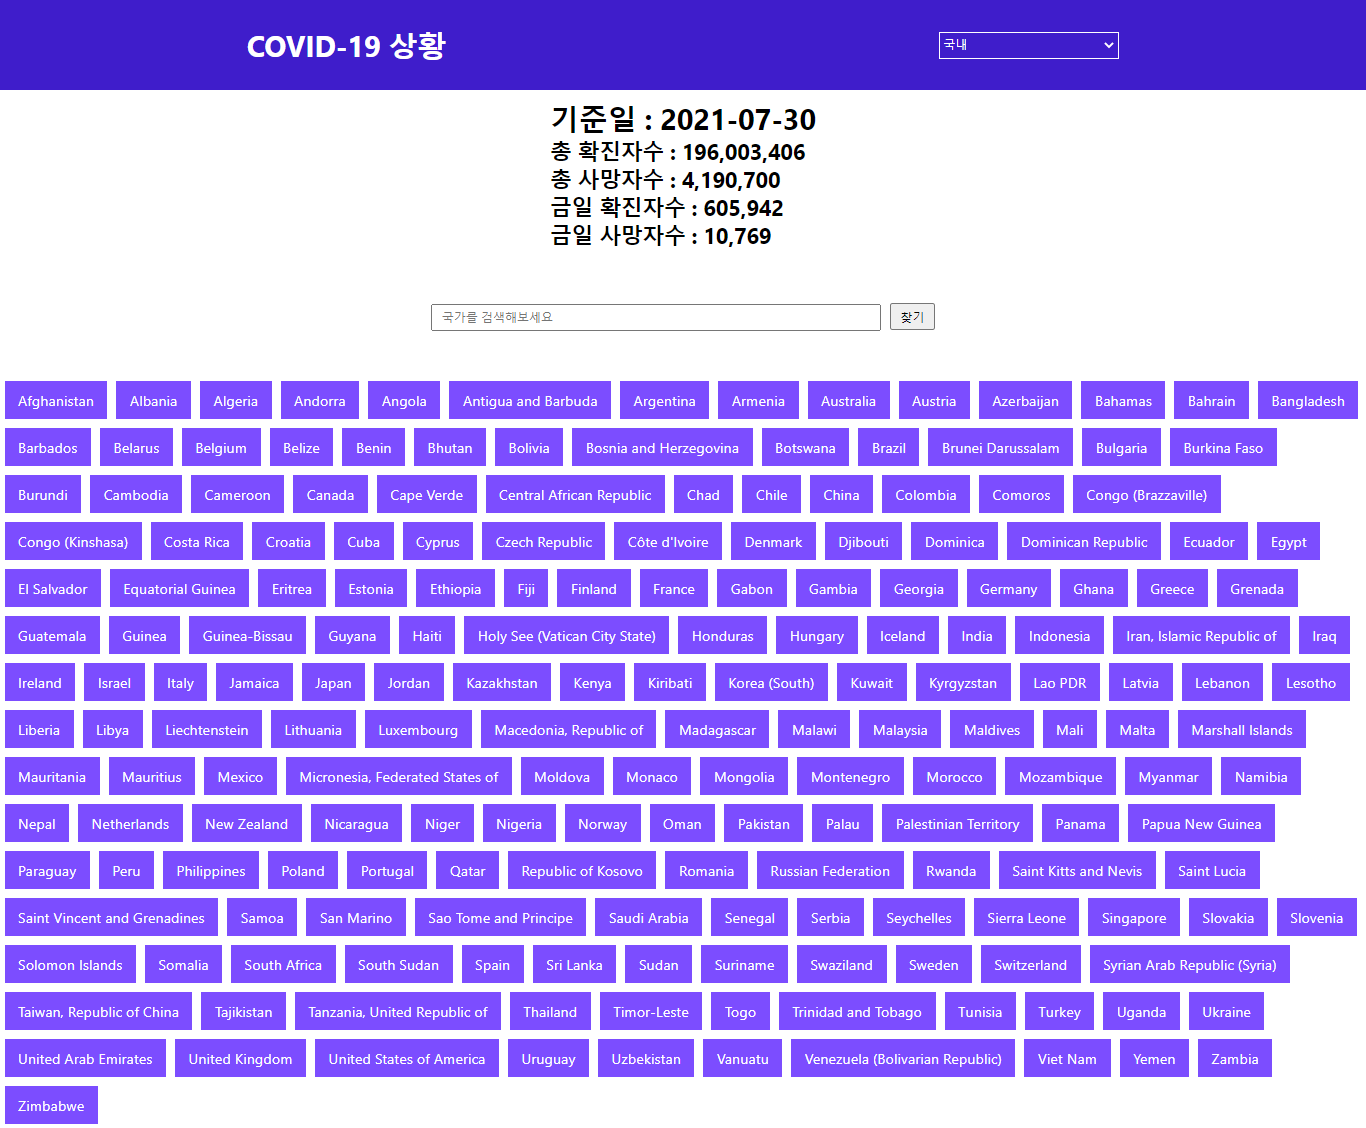 COVID-19 상황
국내
기준일 : 2021-07-30
총 확진자수 : 196,003,406
총 사망자수 : 4,190,700
금일 확진자수 : 605,942
금일 사망자수 : 10,769
국가를 검색해보세요 찾기
Afghanistan Albania Algeria Andorra Angola Antigua and Barbuda Argentina Armenia Australia Austria Azerbaijan Bahamas Bahrain Bangladesh
Barbados Belarus Belgium Belize Benin Bhutan Bolivia Bosnia and Herzegovina Botswana Brazil Brunei Darussalam Bulgaria Burkina Faso
Burundi Cambodia Cameroon Canada Cape Verde Central African Republic Chad Chile China Colombia Comoros Congo (Brazzaville)
Congo (Kinshasa) Costa Rica Croatia Cuba Cyprus Czech Republic Côte d'Ivoire Denmark Djibouti Dominica Dominican Republic Ecuador Egypt
El Salvador Equatorial Guinea Eritrea Estonia Ethiopia Fiji Finland France Gabon Gambia Georgia Germany Ghana Greece Grenada
Guatemala Guinea Guinea-Bissau Guyana Haiti Holy See (Vatican City State) Honduras Hungary Iceland India Indonesia Iran, Islamic Republic of Iraq
Ireland Israel Italy Jamaica Japan Jordan Kazakhstan Kenya Kiribati Korea (South) Kuwait Kyrgyzstan Lao PDR Latvia Lebanon Lesotho
Liberia Libya Liechtenstein Lithuania Luxembourg Macedonia, Republic of Madagascar Malawi Malaysia Maldives Mali Malta Marshall Islands
Mauritania Mauritius Mexico Micronesia, Federated States of Moldova Monaco Mongolia Montenegro Morocco Mozambique Myanmar Namibia
Nepal Netherlands New Zealand Nicaragua Niger Nigeria Norway Oman Pakistan Palau Palestinian Territory Panama Papua New Guinea
Paraguay Peru Philippines Poland Portugal Qatar Republic of Kosovo Romania Russian Federation Rwanda Saint Kitts and Nevis Saint Lucia
Saint Vincent and Grenadines Samoa San Marino Sao Tome and Principe Saudi Arabia Senegal Serbia Seychelles Sierra Leone Singapore Slovakia Slovenia
Solomon Islands Somalia South Africa South Sudan Spain Sri Lanka Sudan Suriname Swaziland Sweden Switzerland Syrian Arab Republic (Syria)
Taiwan, Republic of China Tajikistan Tanzania, United Republic of Thailand Timor-Leste Togo Trinidad and Tobago Tunisia Turkey Uganda Ukraine
United Arab Emirates United Kingdom United States of America Uruguay Uzbekistan Vanuatu Venezuela (Bolivarian Republic) Viet Nam Yemen Zambia
Zimbabwe